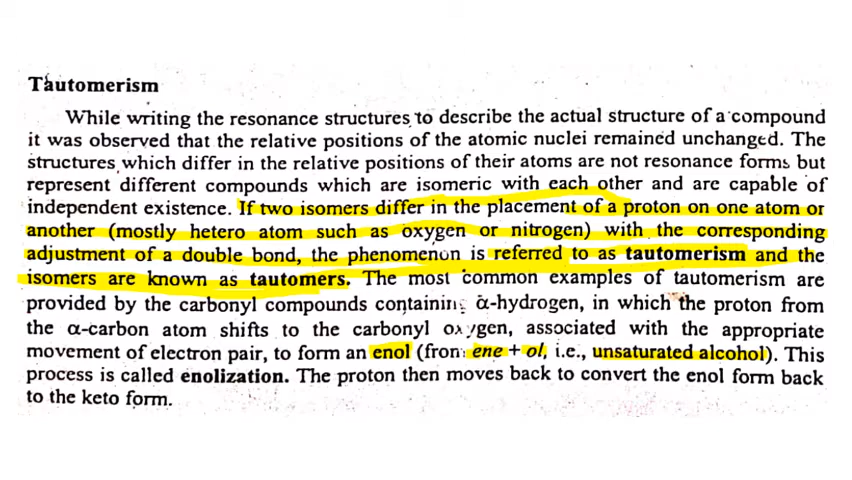 Tautomerism
While writing the resonance structures to describe the actual structure of a compound
it was observed that the relative positions of the atomic nuclei remained unchanged. The
structures which differ in the relative positions of their atoms are not resonance forms but
represent different compounds which are isomeric with each other and are capable of
independent existence. If two isomers differ in the placement of a proton on one atom or
another (mostly hetero atom such as oxygen or nitrogen) with the corresponding
adjustment of a double bond, the phenomenon is referred to as tautomerism and the
isomers are known as tautomers. The most common examples of tautomerism are
provided by the carbonyl compounds containing α-hydrogen, in which the proton from
the α-carbon atom shifts to the carbonyl oxygen, associated with the appropriate
movement of electron pair, to form an enol (from ene + ol, i.e., unsaturated alcohol). This
process is called enolization. The proton then moves back to convert the enol form back
to the keto form.